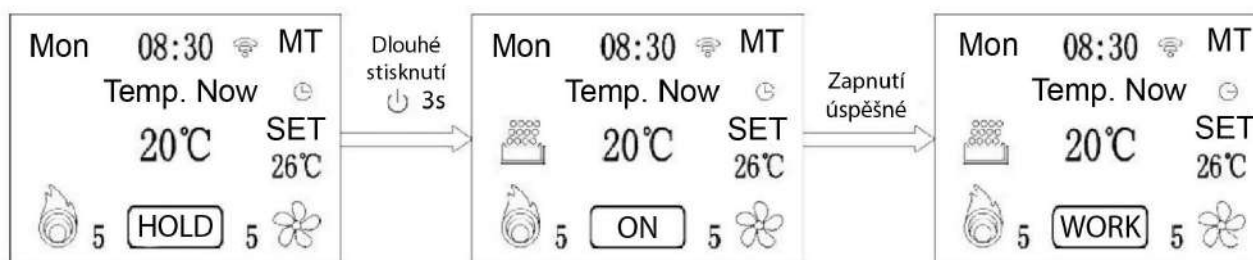 Mon 08:30 MT
Temp. Now
20℃ SET
26℃
5 HOLD 5
Dlouhé
stisknutí
3s
Mon 08:30 MT
Temp. Now
20℃ SET
26℃
5 ON 5
Zapnutí
úspěšné
Mon 08:30 MT
Temp. Now
20℃ SET
26℃
5 WORK 5